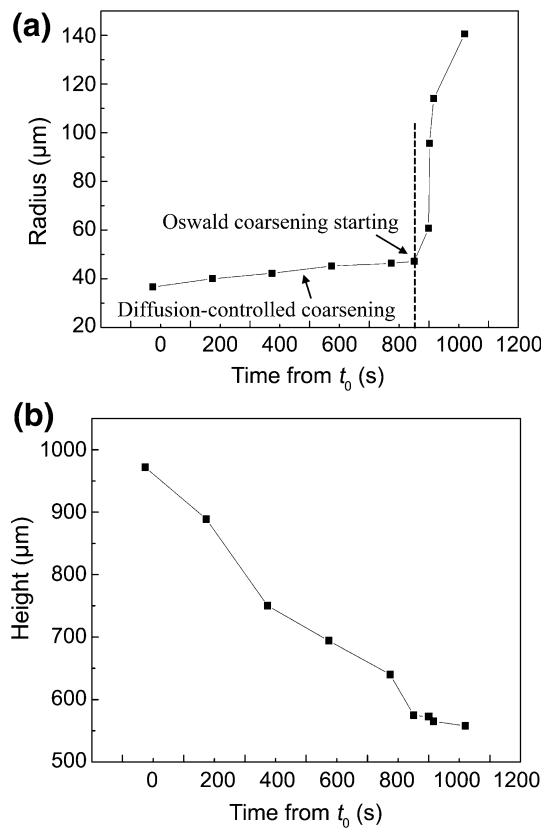 (a)
140
120
100
80
60
40
20
Radius (μm)
Oswald coarsening starting
Diffusion-controlled coarsening
0 200 400 600 800 1000 1200
Time from t0 (s)
(b)
1000
900
800
700
600
500
Height (μm)
0 200 400 600 800 1000 1200
Time from t0 (s)